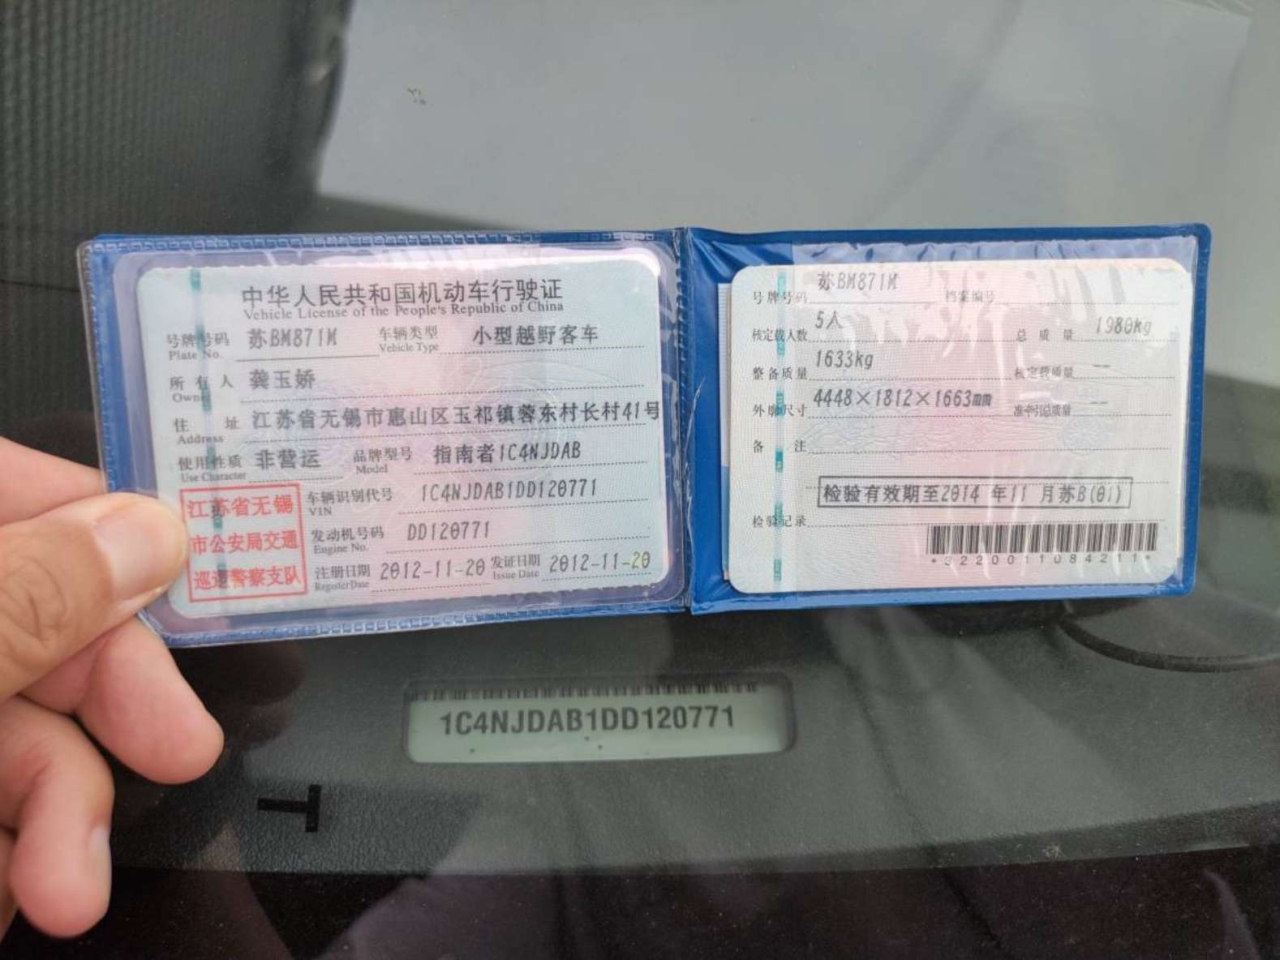 中华人民共和国机动车行驶证
Vehicle License of the People's Republic of China
号牌号码 苏BM871M 车辆类型 小型越野客车
Plate No. Vehicle Type
所有人 龚玉娇
Owner
住址 江苏省无锡市惠山区玉祁镇蓉东村长村41号
Address
使用性质 非营运 品牌型号 指南者1C4NJDAB
Use Character Model
江苏省无锡
市公安局交通
巡逻警察支队
车辆识别代号 1C4NJDAB1DD120771
VIN
发动机号码 DD120771
Engine No.
注册日期 2012-11-20 发证日期 2012-11-20
Register Date Issue Date
号牌号码 苏BM871M 档案编号
核定载人数 5人 总质量 1980kg
整备质量 1633kg 核定载质量 --
外廓尺寸 4448×1812×1663mm 准牵引总质量 --
备注
检验有效期至2014年11月苏B(01)
检验记录
*3220011084211*
1C4NJDAB1DD120771
T